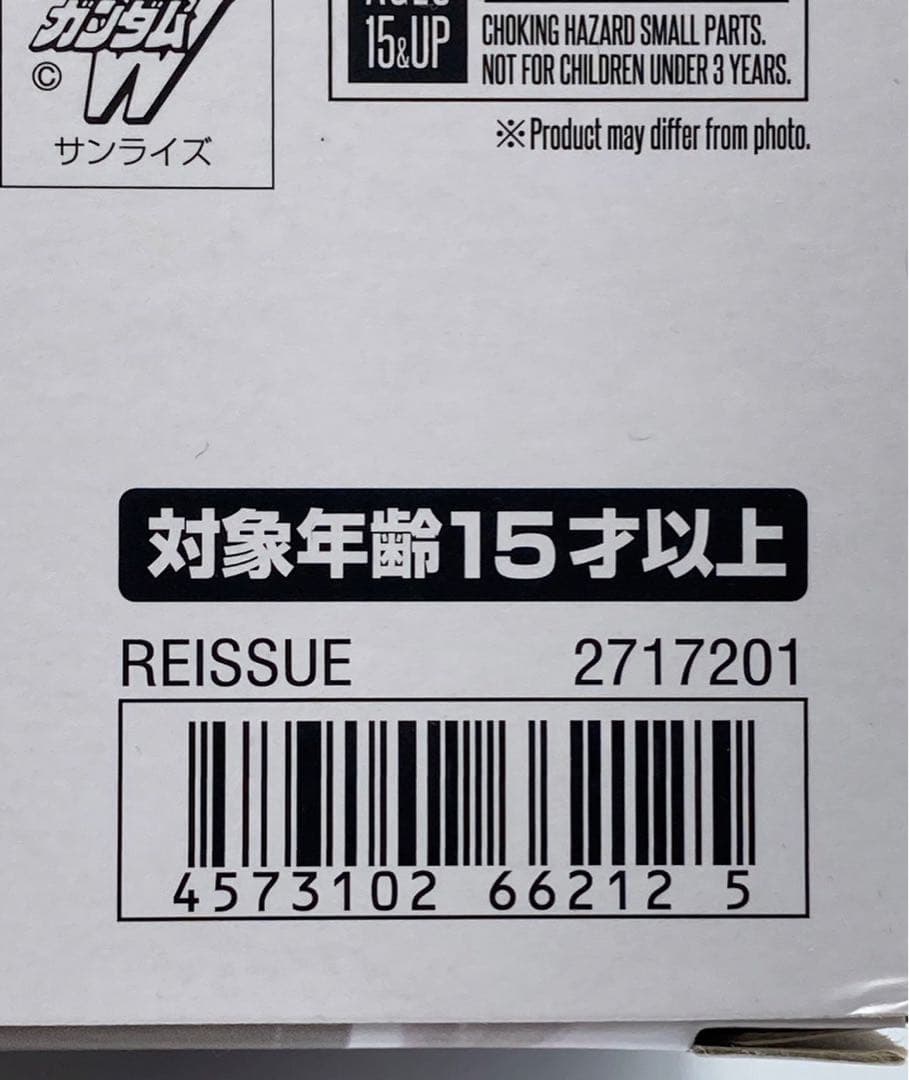 ガンダムW
©
サンライズ
AGES
15&UP
CHOKING HAZARD SMALL PARTS.
NOT FOR CHILDREN UNDER 3 YEARS.
※Product may differ from photo.
対象年齢15才以上
REISSUE 2717201
4573102 66212 5